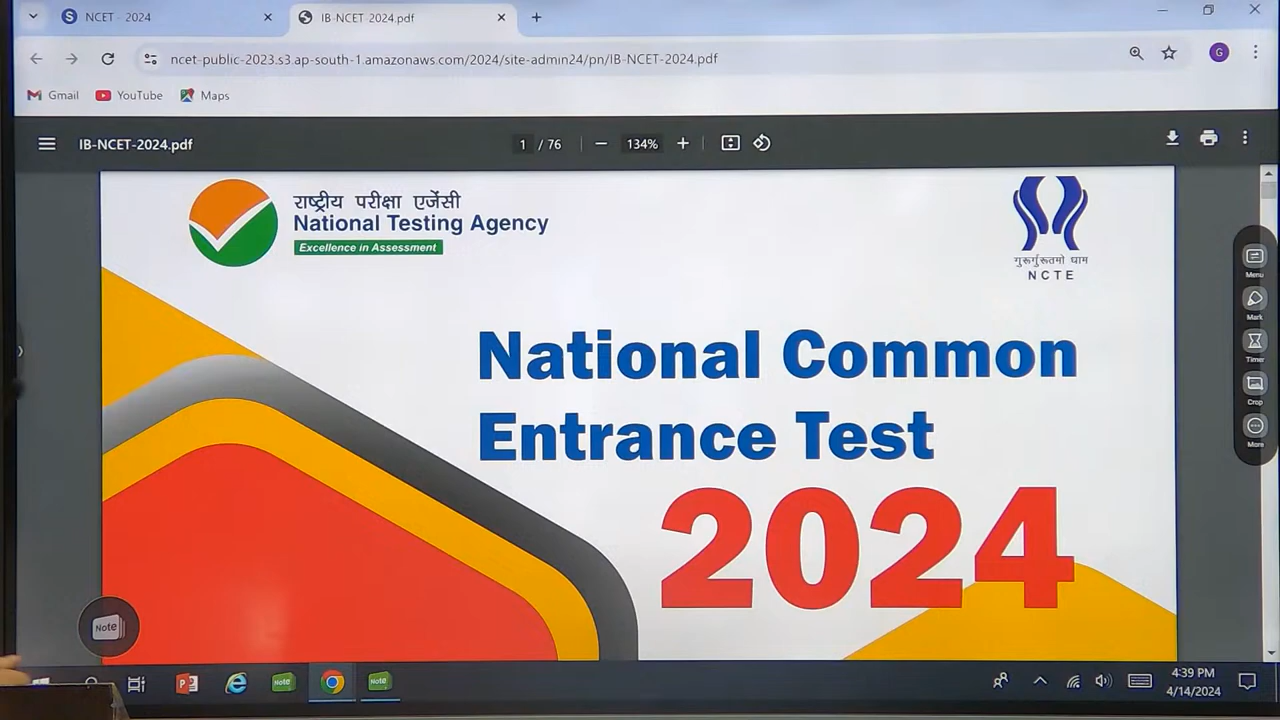 NCET - 2024
IB-NCET-2024.pdf
ncet-public-2023.s3.ap-south-1.amazonaws.com/2024/site-admin24/pn/IB-NCET-2024.pdf
G
Gmail
YouTube
Maps
IB-NCET-2024.pdf
1 / 76
134%
राष्ट्रीय परीक्षा एजेंसी
National Testing Agency
Excellence in Assessment
गुरुर्गुरुतमो धाम
NCTE
National Common
Entrance Test
2024
Menu
Mark
Timer
Crop
More
Note
Note
Note
4:39 PM
4/14/2024